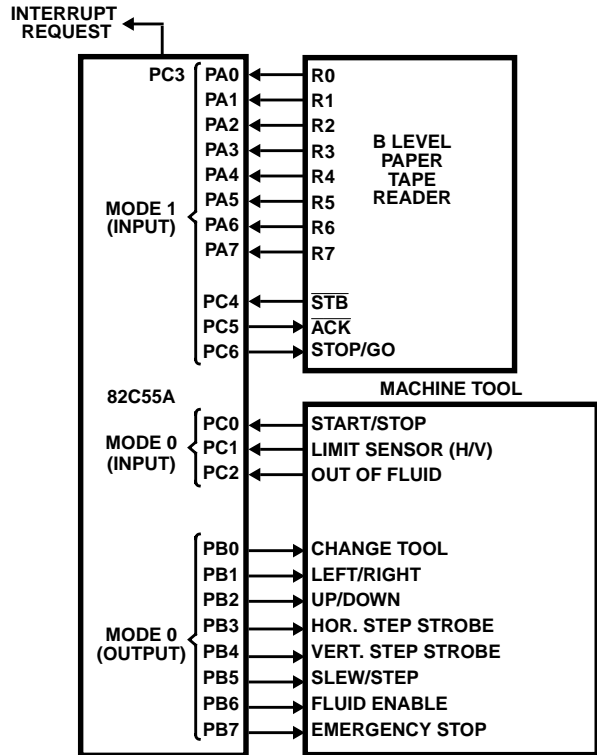 INTERRUPT
REQUEST
PC3 PA0 R0
PA1 R1
PA2 R2
PA3 R3
PA4 R4
PA5 R5
PA6 R6
PA7 R7
MODE 1
(INPUT)
B LEVEL
PAPER
TAPE
READER
PC4 STB
PC5 ACK
PC6 STOP/GO
82C55A
MACHINE TOOL
MODE 0
(INPUT)
PC0 START/STOP
PC1 LIMIT SENSOR (H/V)
PC2 OUT OF FLUID
MODE 0
(OUTPUT)
PB0 CHANGE TOOL
PB1 LEFT/RIGHT
PB2 UP/DOWN
PB3 HOR. STEP STROBE
PB4 VERT. STEP STROBE
PB5 SLEW/STEP
PB6 FLUID ENABLE
PB7 EMERGENCY STOP